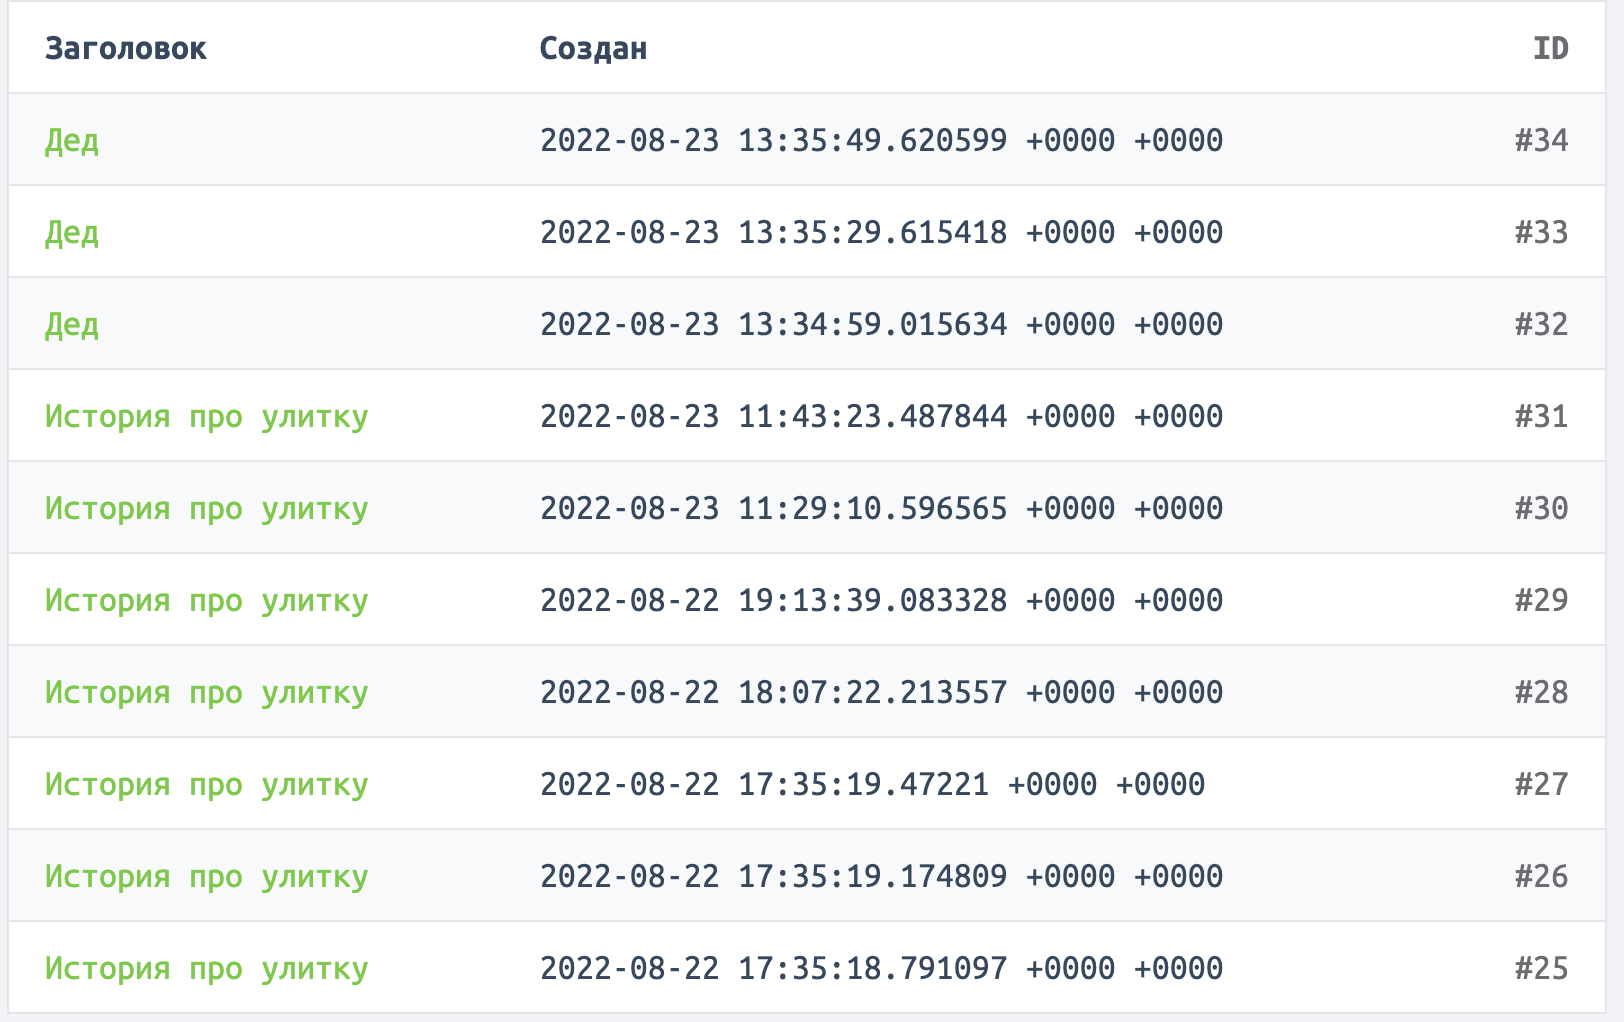 Заголовок Создан ID
Дед 2022-08-23 13:35:49.620599 +0000 +0000 #34
Дед 2022-08-23 13:35:29.615418 +0000 +0000 #33
Дед 2022-08-23 13:34:59.015634 +0000 +0000 #32
История про улитку 2022-08-23 11:43:23.487844 +0000 +0000 #31
История про улитку 2022-08-23 11:29:10.596565 +0000 +0000 #30
История про улитку 2022-08-22 19:13:39.083328 +0000 +0000 #29
История про улитку 2022-08-22 18:07:22.213557 +0000 +0000 #28
История про улитку 2022-08-22 17:35:19.47221 +0000 +0000 #27
История про улитку 2022-08-22 17:35:19.174809 +0000 +0000 #26
История про улитку 2022-08-22 17:35:18.791097 +0000 +0000 #25